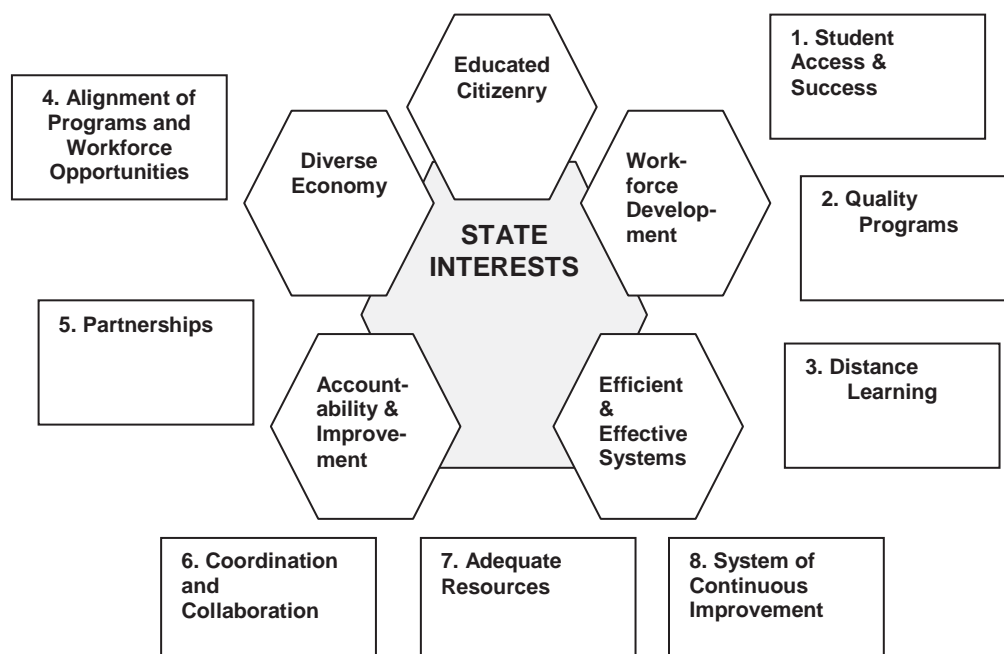 Educated
Citizenry
1. Student
Access &
Success
4. Alignment of
Programs and
Workforce
Opportunities
Diverse
Economy
Work-
force
Develop-
ment
2. Quality
Programs
STATE
INTERESTS
5. Partnerships
3. Distance
Learning
Account-
ability &
Improve-
ment
Efficient
&
Effective
Systems
6. Coordination
and
Collaboration
7. Adequate
Resources
8. System of
Continuous
Improvement